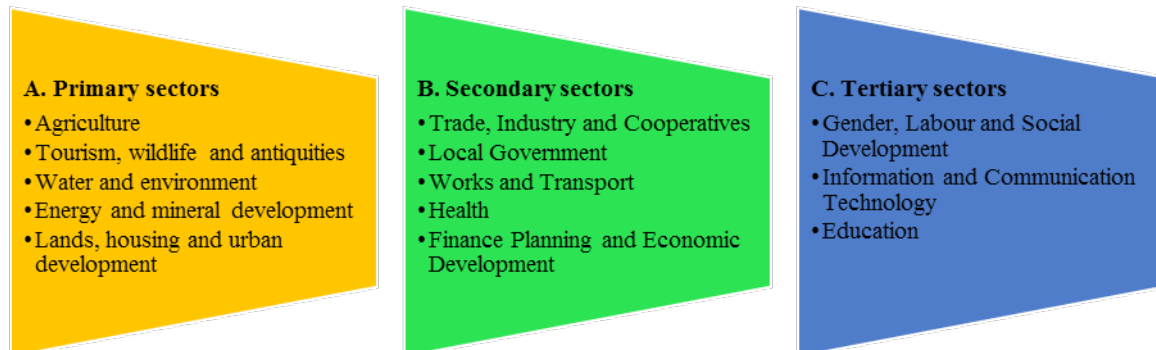 A. Primary sectors
•Agriculture
•Tourism, wildlife and antiquities
•Water and environment
•Energy and mineral development
•Lands, housing and urban
development
B. Secondary sectors
•Trade, Industry and Cooperatives
•Local Government
•Works and Transport
•Health
•Finance Planning and Economic
Development
C. Tertiary sectors
•Gender, Labour and Social
Development
•Information and Communication
Technology
•Education